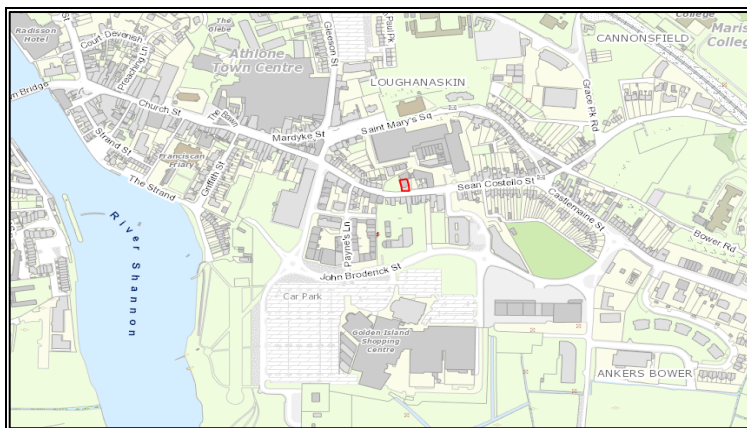 Radisson
Hotel
St
Court Devenish
Preaching Ln
The
Glebe
Athlone
Town Centre
Gleeson St
Paul Pk
LOUGHANASKIN
College
Maris
College
CANNONSFIELD
Grace Pk Rd
Bridge
Church St
The Bawn
Mardyke St
Saint Mary's Sq
Strand St
Franciscan
Friary
Griffith St
The Strand
Sean Costello St
Castlemaine St
Bower Rd
River Shannon
Payne's Ln
John Broderick St
Car Park
Golden Island
Shopping
Centre
ANKERS BOWER